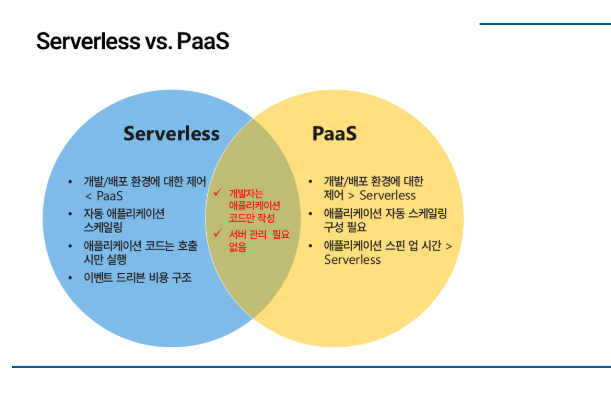 Serverless vs. PaaS
Serverless
• 개발/배포 환경에 대한 제어
< PaaS
• 자동 애플리케이션
스케일링
• 애플리케이션 코드는 호출
시만 실행
• 이벤트 드리븐 비용 구조
✓ 개발자는
애플리케이션
코드만 작성
✓ 서버 관리 필요
없음
PaaS
• 개발/배포 환경에 대한
제어 > Serverless
• 애플리케이션 자동 스케일링
구성 필요
• 애플리케이션 스핀 업 시간 >
Serverless